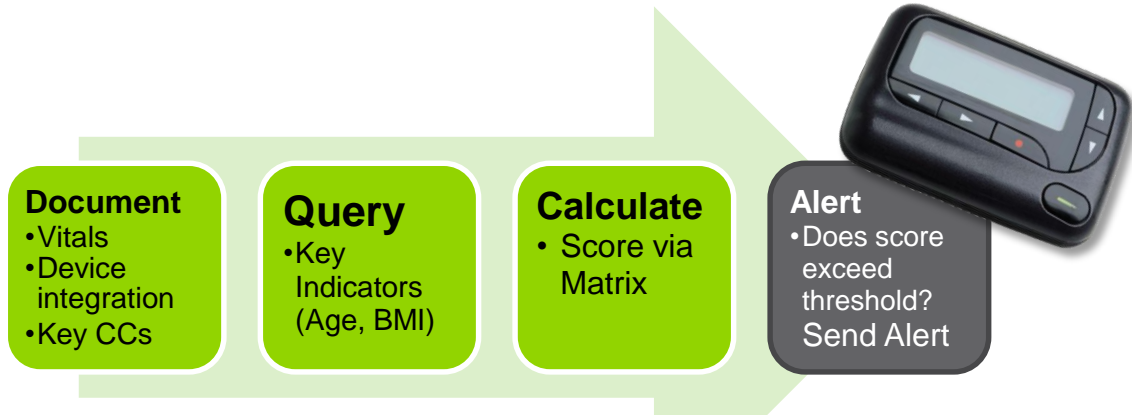 Document
•Vitals
•Device
integration
•Key CCs
Query
•Key
Indicators
(Age, BMI)
Calculate
• Score via
Matrix
Alert
•Does score
exceed
threshold?
Send Alert